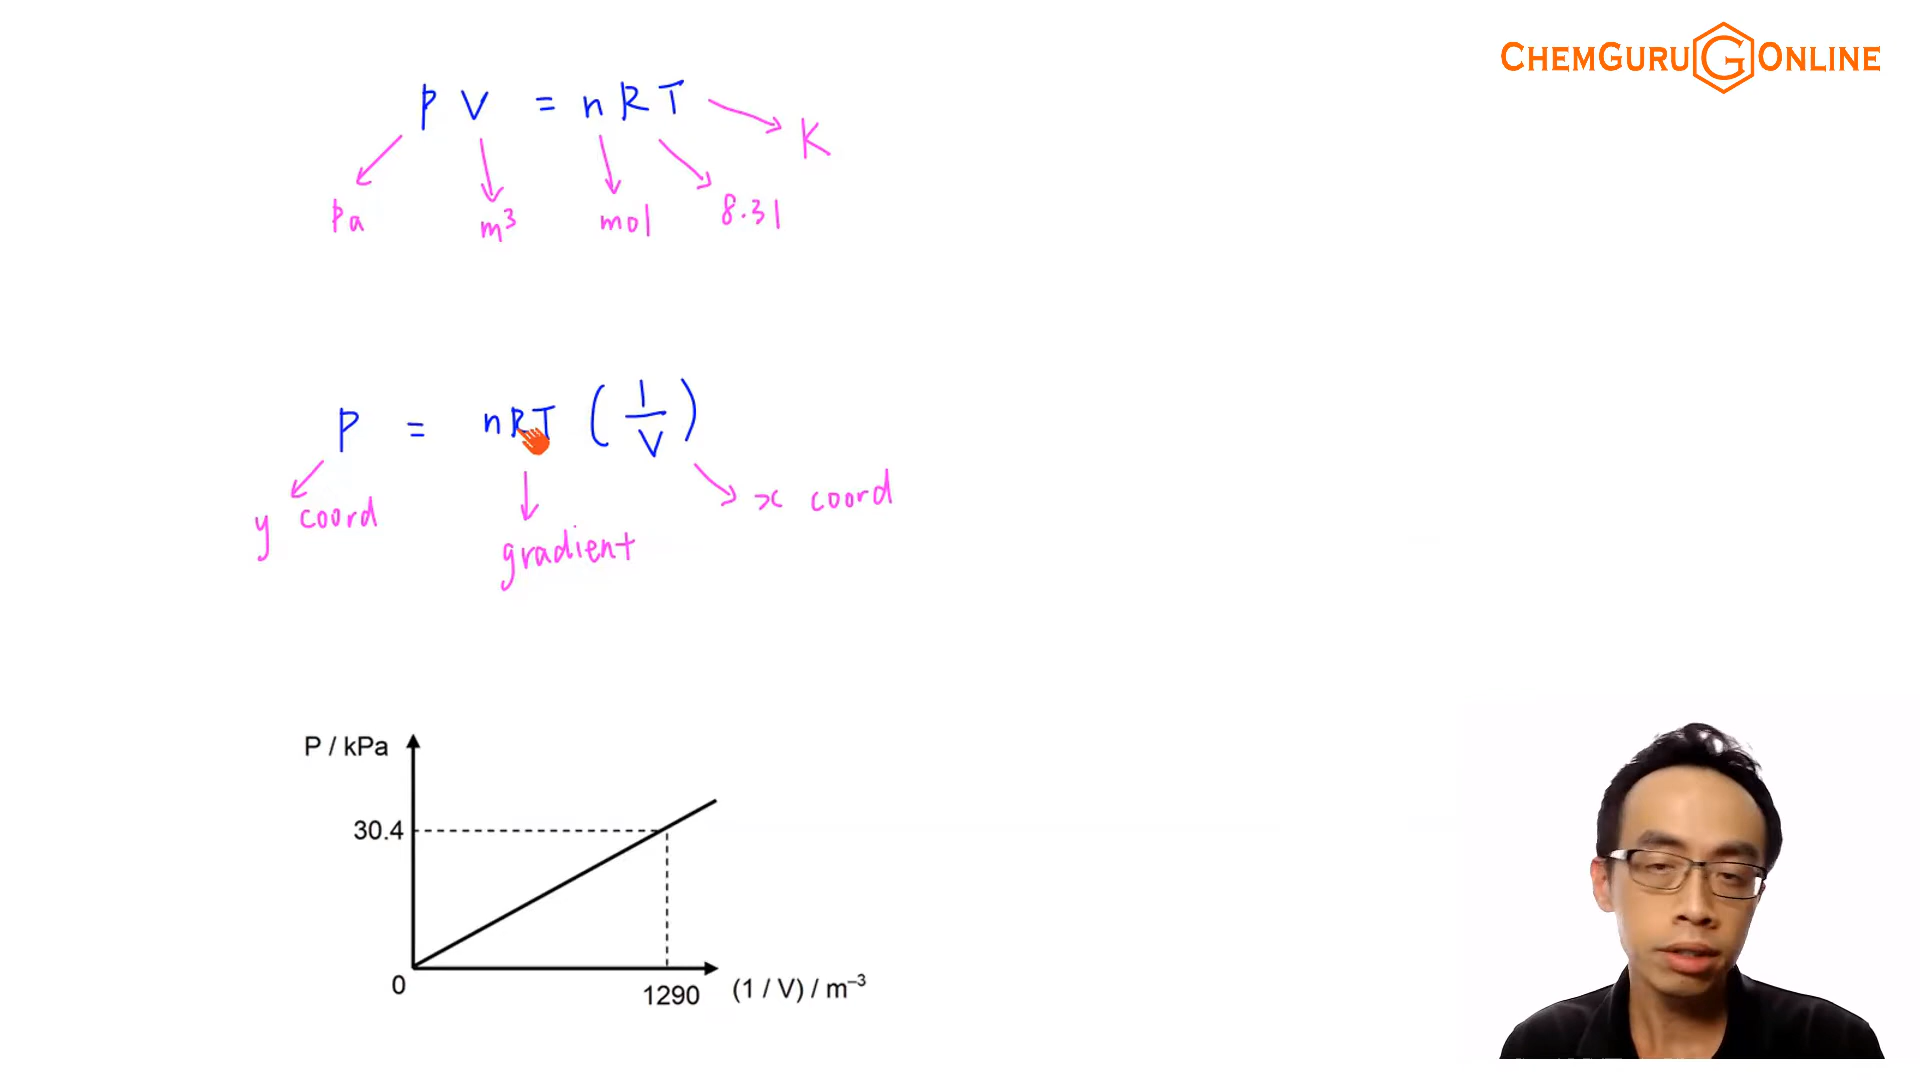 CHEMGURU G ONLINE
P V = n R T
K
Pa m³ mol 8.31
P = nRT ( 1 / V )
y coord x coord
gradient
P / kPa
30.4
0 1290 (1 / V) / m⁻³